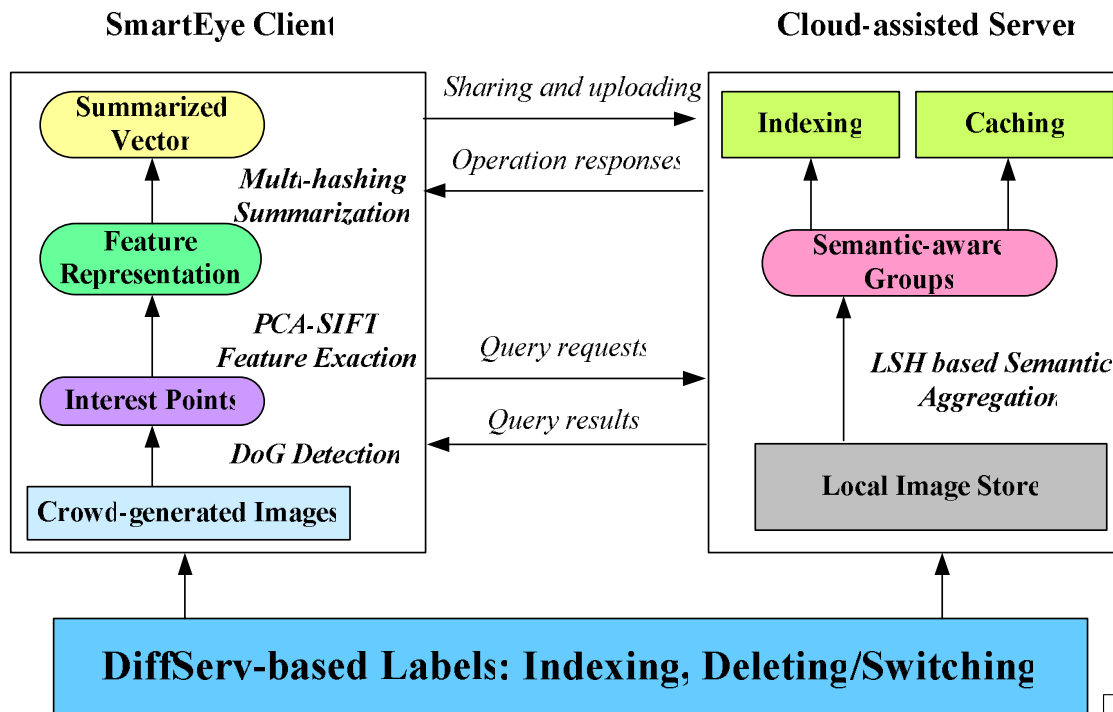 SmartEye Client
Cloud-assisted Server
Summarized
Vector
Multi-hashing
Summarization
Feature
Representation
PCA-SIFT
Feature Exaction
Interest Points
DoG Detection
Crowd-generated Images
Sharing and uploading
Operation responses
Query requests
Query results
Indexing
Caching
Semantic-aware
Groups
LSH based Semantic
Aggregation
Local Image Store
DiffServ-based Labels: Indexing, Deleting/Switching